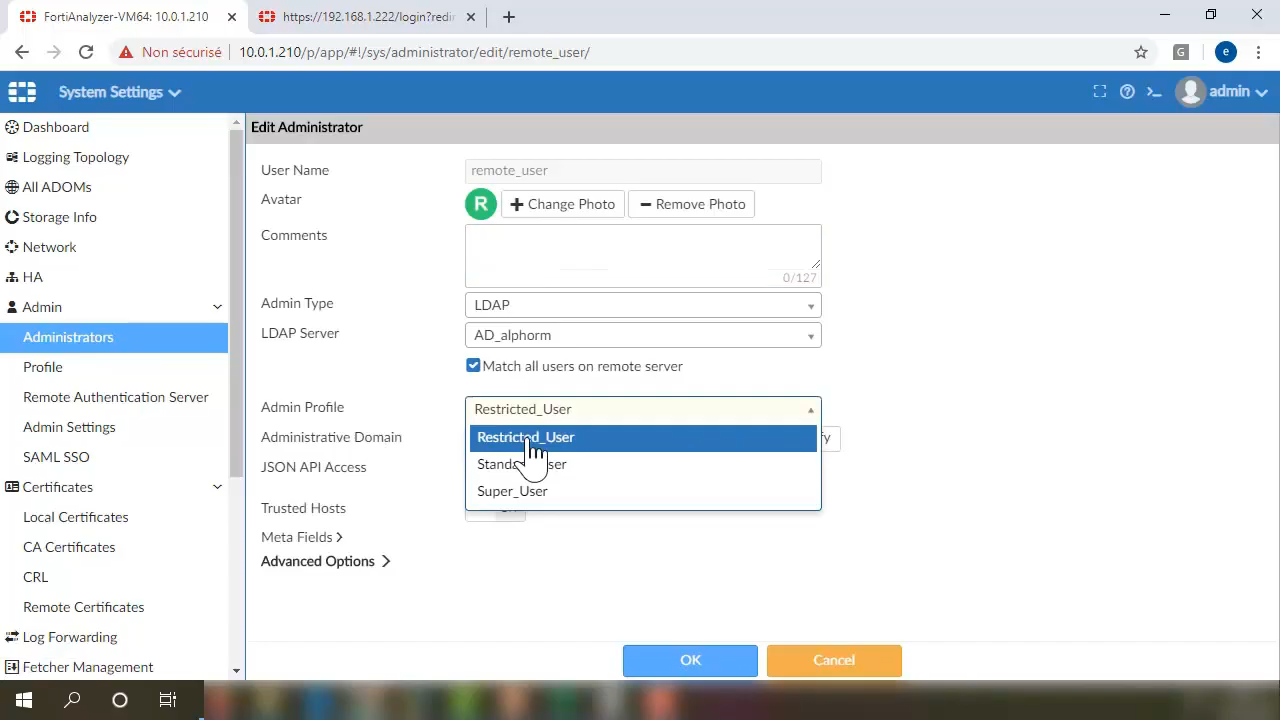 FortiAnalyzer-VM64: 10.0.1.210
https://192.168.1.222/login?redir
Non sécurisé
10.0.1.210/p/app/#!/sys/administrator/edit/remote_user/
G
e
System Settings
admin
Dashboard
Logging Topology
All ADOMs
Storage Info
Network
HA
Admin
Administrators
Profile
Remote Authentication Server
Admin Settings
SAML SSO
Certificates
Local Certificates
CA Certificates
CRL
Remote Certificates
Log Forwarding
Fetcher Management
Edit Administrator
User Name
remote_user
Avatar
R
Change Photo
Remove Photo
Comments
0/127
Admin Type
LDAP
LDAP Server
AD_alphorm
Match all users on remote server
Admin Profile
Restricted_User
Restricted_User
Super_User
Administrative Domain
JSON API Access
Trusted Hosts
Meta Fields
Advanced Options
OK
Cancel